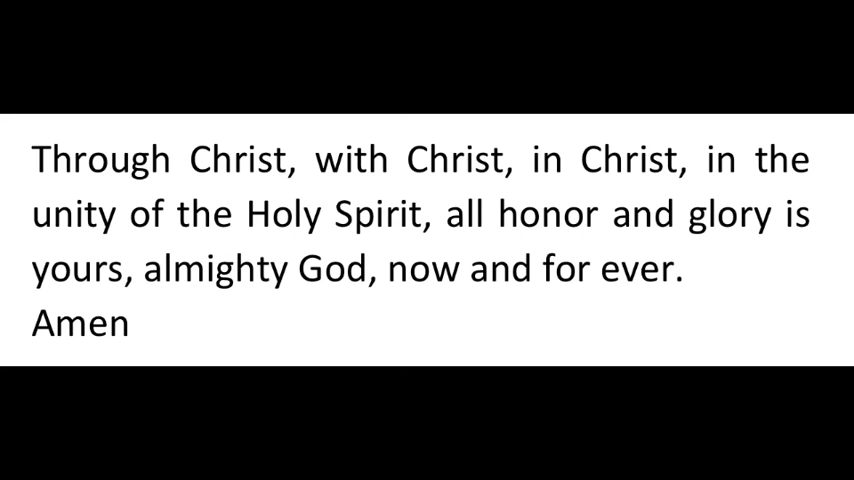 Through Christ, with Christ, in Christ, in the
unity of the Holy Spirit, all honor and glory is
yours, almighty God, now and for ever.
Amen